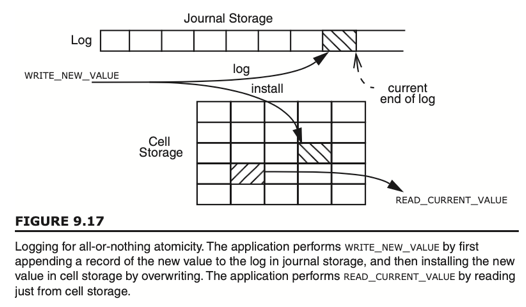 Journal Storage
Log
log
WRITE_NEW_VALUE
install
current
end of log
Cell
Storage
READ_CURRENT_VALUE
FIGURE 9.17
Logging for all-or-nothing atomicity. The application performs WRITE_NEW_VALUE by first
appending a record of the new value to the log in journal storage, and then installing the new
value in cell storage by overwriting. The application performs READ_CURRENT_VALUE by reading
just from cell storage.